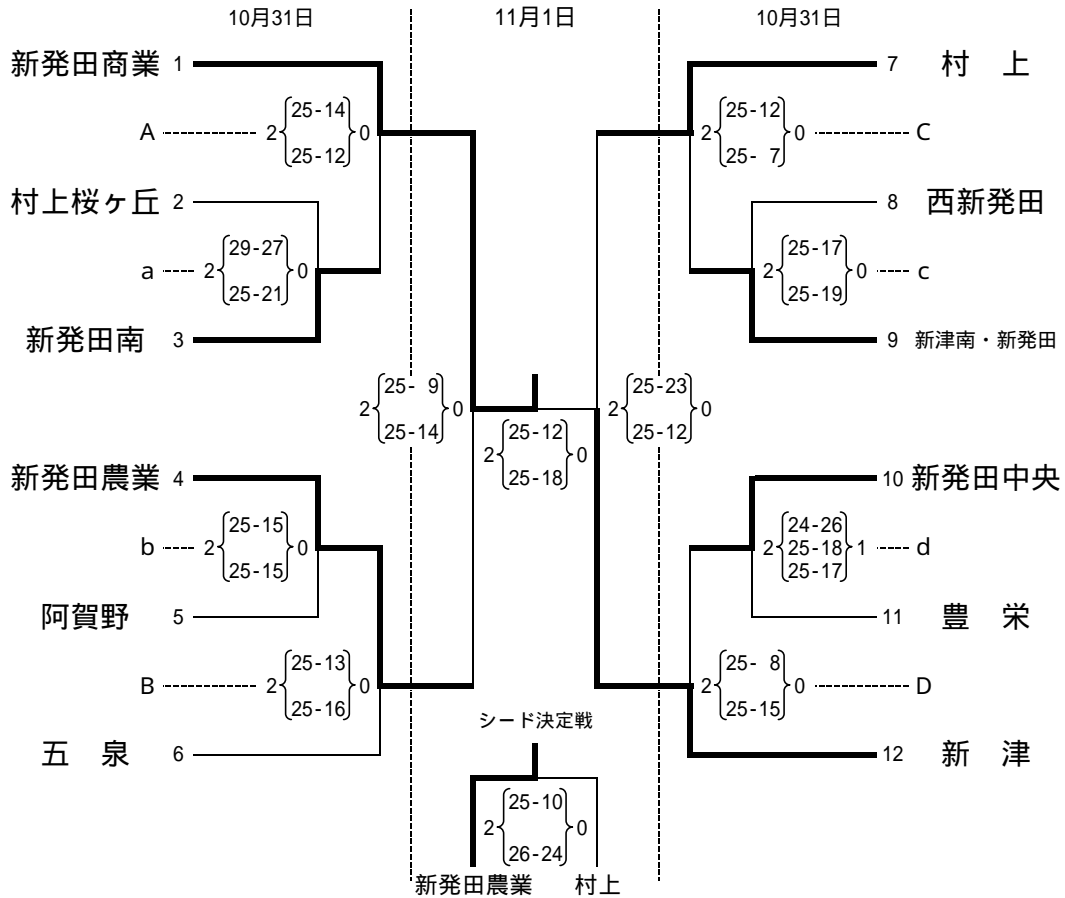 10月31日 11月1日 10月31日
新発田商業 1 7 村 上
25-14 25-12
A 2 0 2 0 C
25-12 25- 7
村上桜ヶ丘 2 8 西新発田
29-27 25-17
a 2 0 2 0 c
25-21 25-19
新発田南 3 9 新津南・新発田
25- 9 25-23
2 0 2 0
25-14 25-12 25-12
2 0
25-18
新発田農業 4 10 新発田中央
25-15 24-26
b 2 0 2 25-18 1 d
25-15 25-17
阿賀野 5 11 豊 栄
25-13 25- 8
B 2 0 2 0 D
25-16 25-15
シード決定戦
五 泉 6 12 新 津
25-10
2 0
26-24
新発田農業 村上